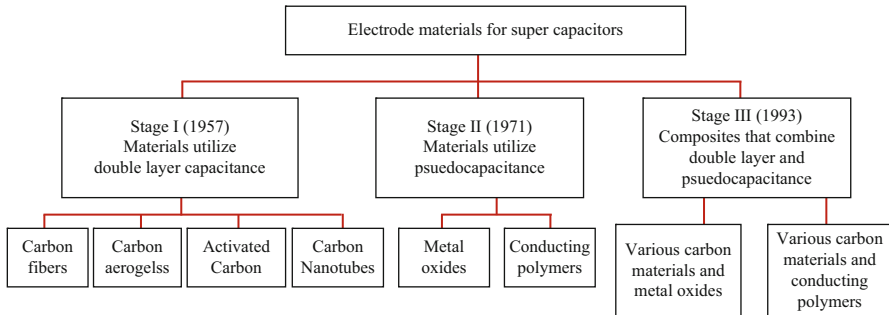 Electrode materials for super capacitors
Stage I (1957)
Materials utilize
double layer capacitance
Stage II (1971)
Materials utilize
psuedocapacitance
Stage III (1993)
Composites that combine
double layer and
psuedocapacitance
Carbon
fibers
Carbon
aerogelss
Activated
Carbon
Carbon
Nanotubes
Metal
oxides
Conducting
polymers
Various carbon
materials and
metal oxides
Various carbon
materials and
conducting
polymers